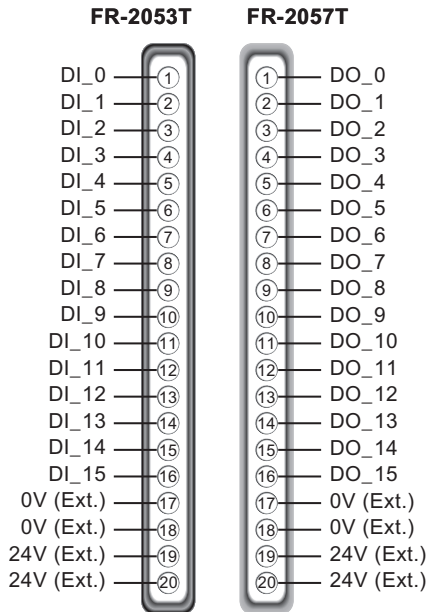 FR-2053T FR-2057T
DI_0 1 1 DO_0
DI_1 2 2 DO_1
DI_2 3 3 DO_2
DI_3 4 4 DO_3
DI_4 5 5 DO_4
DI_5 6 6 DO_5
DI_6 7 7 DO_6
DI_7 8 8 DO_7
DI_8 9 9 DO_8
DI_9 10 10 DO_9
DI_10 11 11 DO_10
DI_11 12 12 DO_11
DI_12 13 13 DO_12
DI_13 14 14 DO_13
DI_14 15 15 DO_14
DI_15 16 16 DO_15
0V (Ext.) 17 17 0V (Ext.)
0V (Ext.) 18 18 0V (Ext.)
24V (Ext.) 19 19 24V (Ext.)
24V (Ext.) 20 20 24V (Ext.)